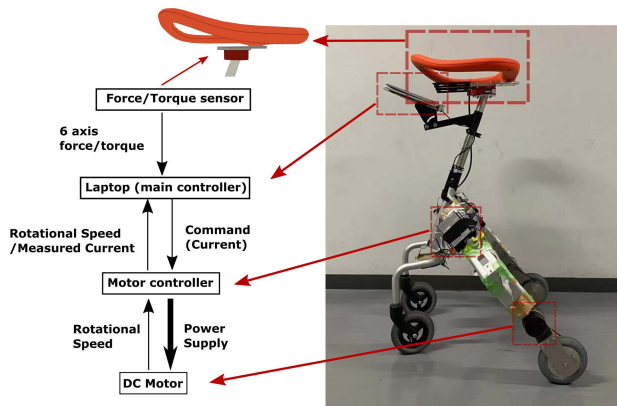 Force/Torque sensor
6 axis
force/torque
Laptop (main controller)
Rotational Speed
/Measured Current
Command
(Current)
Motor controller
Rotational
Speed
Power
Supply
DC Motor